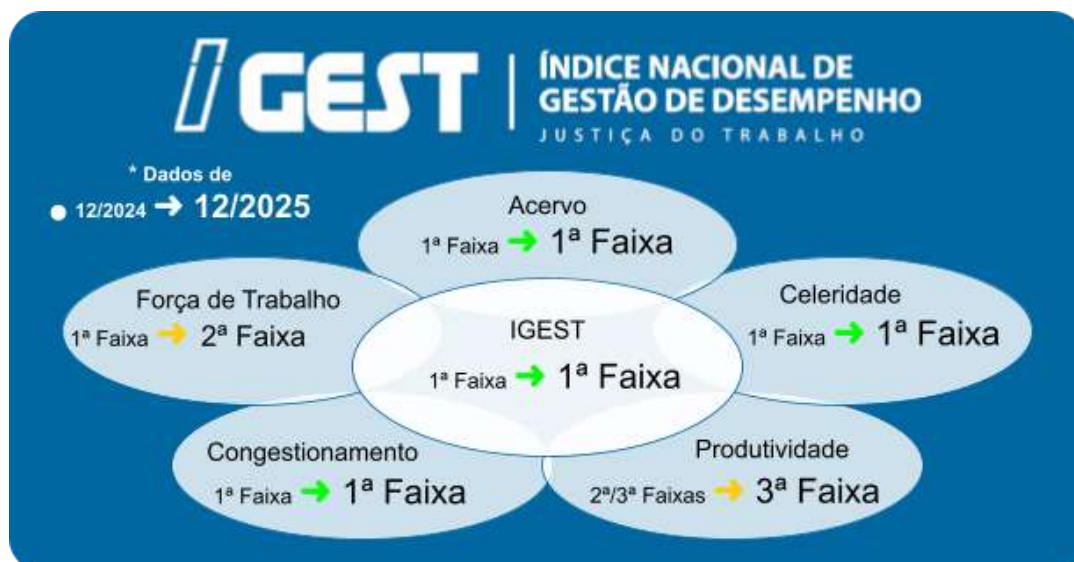 IGEST
ÍNDICE NACIONAL DE
GESTÃO DE DESEMPENHO
JUSTIÇA DO TRABALHO
* Dados de
12/2024 ➜ 12/2025
Acervo
1ª Faixa ➜ 1ª Faixa
Força de Trabalho
1ª Faixa ➜ 2ª Faixa
Celeridade
1ª Faixa ➜ 1ª Faixa
IGEST
1ª Faixa ➜ 1ª Faixa
Congestionamento
1ª Faixa ➜ 1ª Faixa
Produtividade
2ª/3ª Faixas ➜ 3ª Faixa